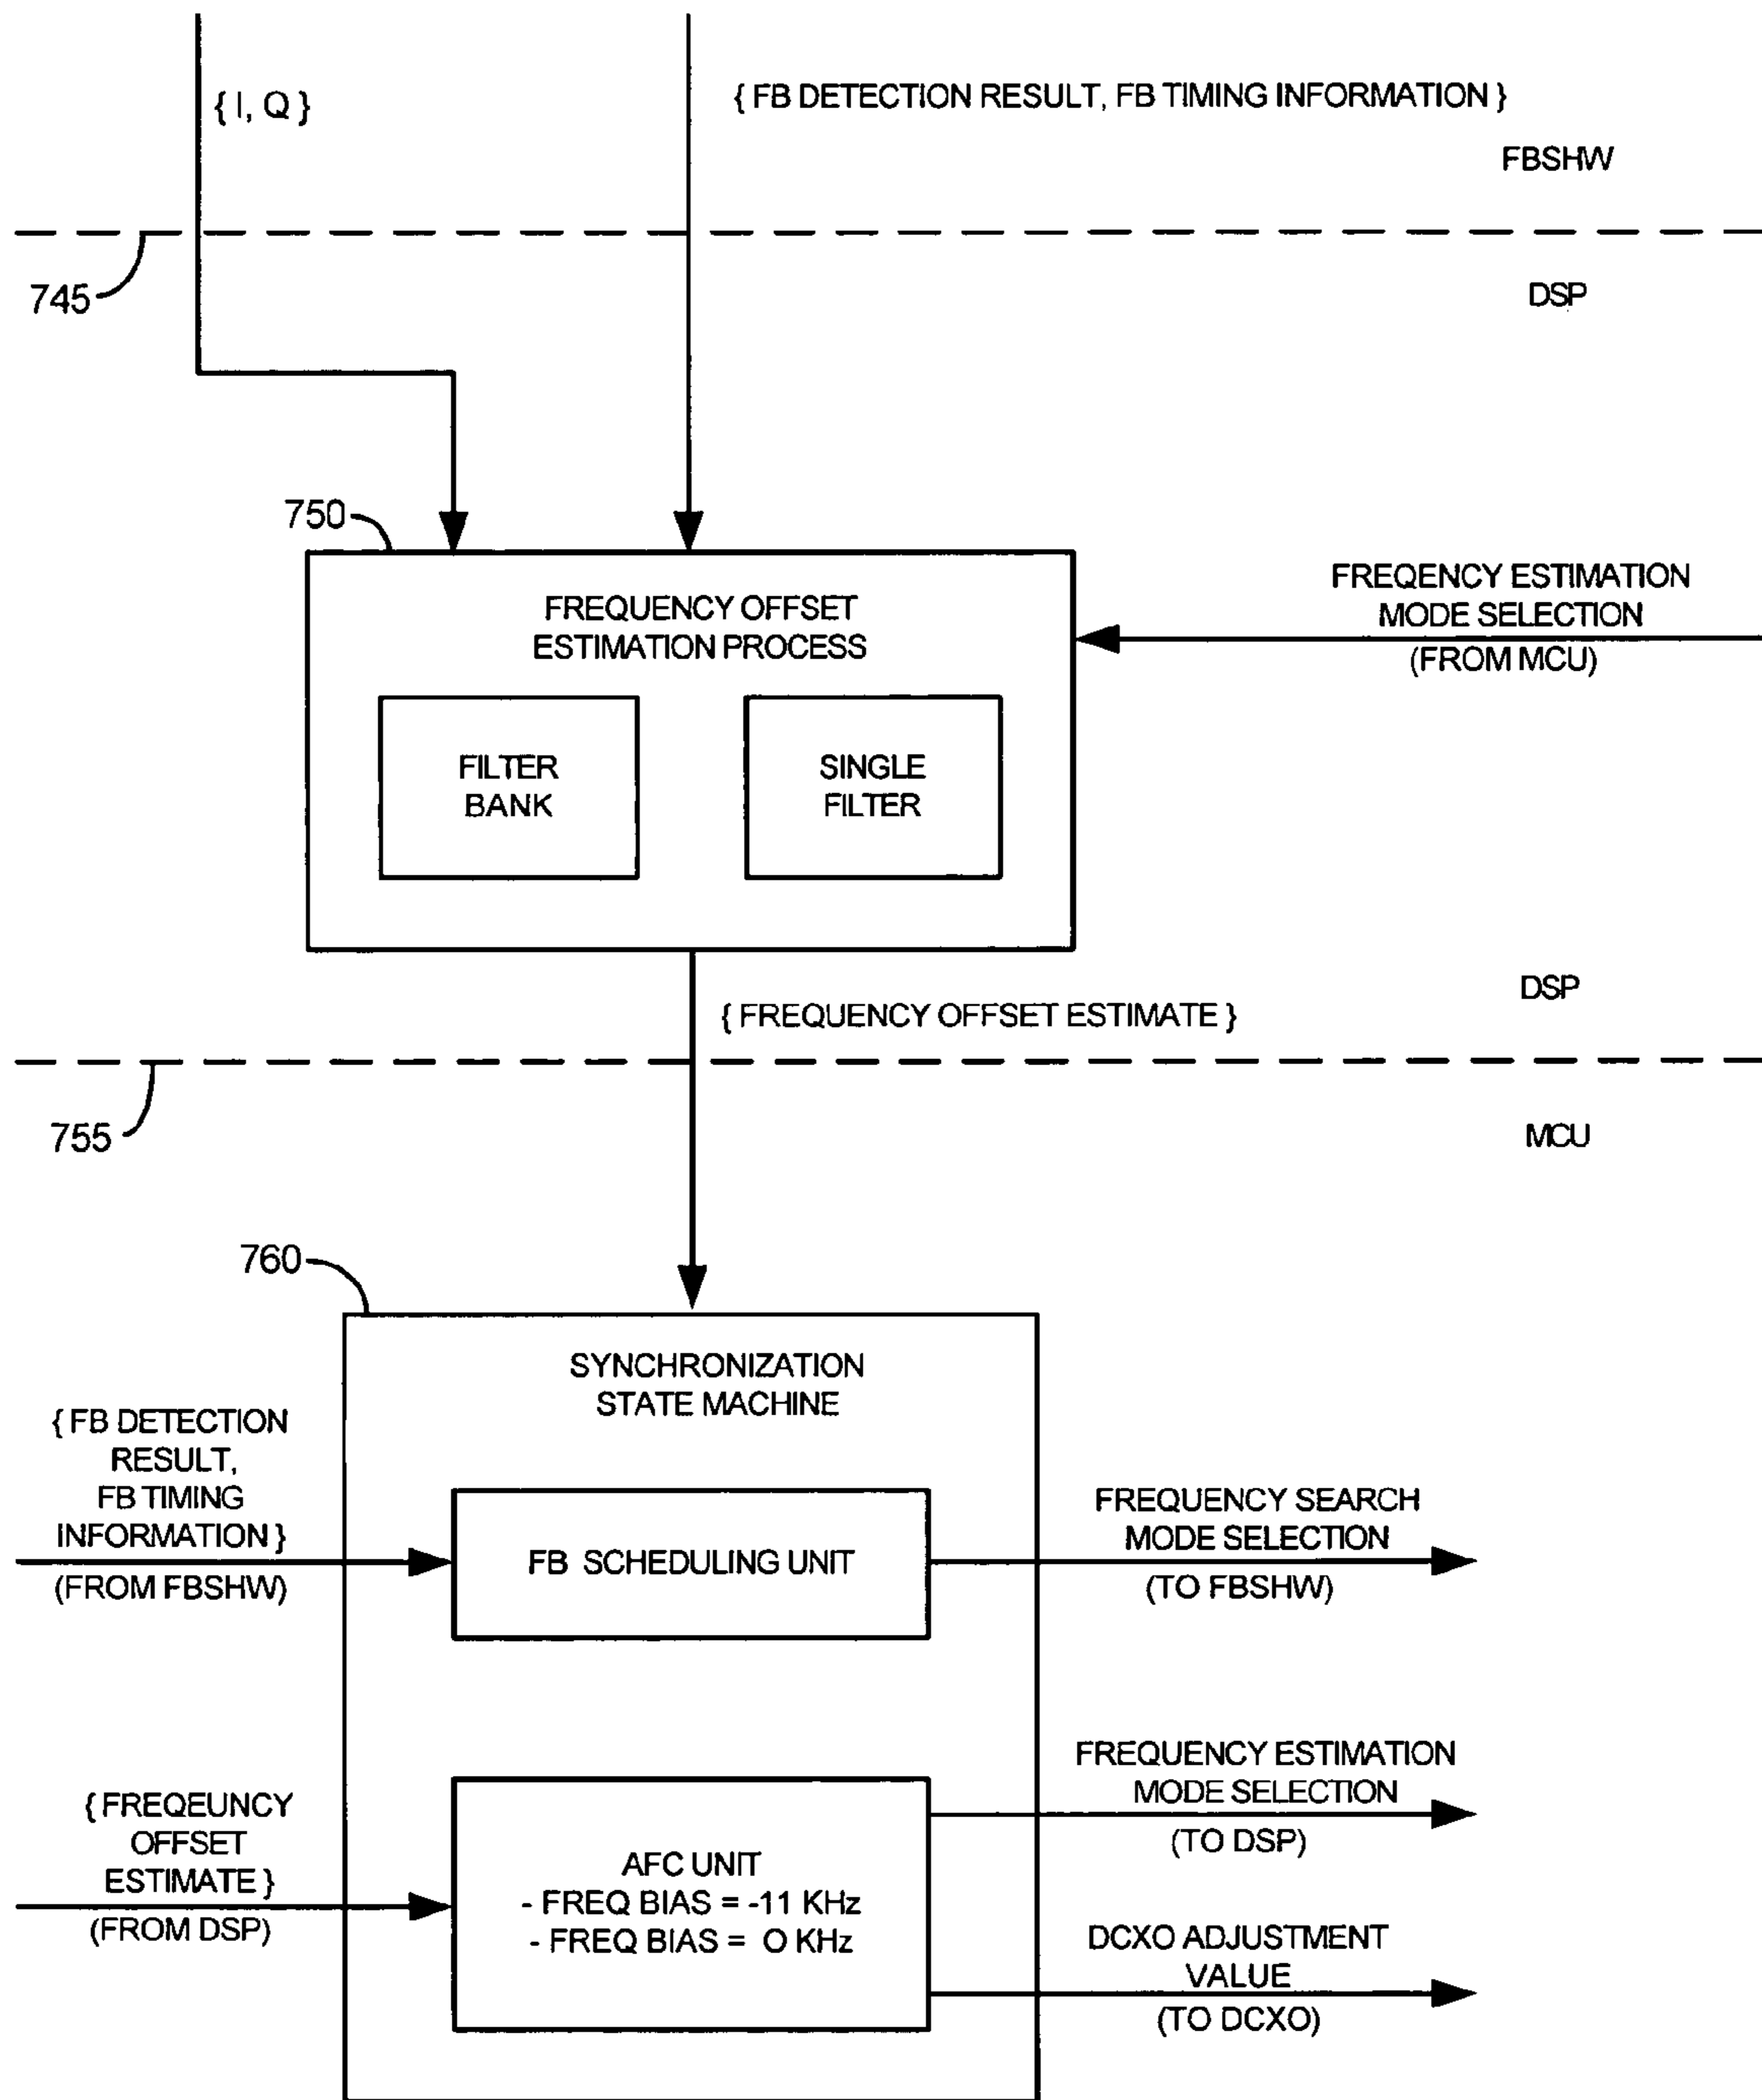 { I, Q }
{ FB DETECTION RESULT, FB TIMING INFORMATION }
FBSHW
745
DSP
750
FREQENCY ESTIMATION
MODE SELECTION
(FROM MCU)
FREQUENCY OFFSET
ESTIMATION PROCESS
FILTER
BANK
SINGLE
FILTER
DSP
{ FREQUENCY OFFSET ESTIMATE }
755
MCU
760
SYNCHRONIZATION
STATE MACHINE
{ FB DETECTION
RESULT,
FB TIMING
INFORMATION }
(FROM FBSHW)
FB SCHEDULING UNIT
FREQUENCY SEARCH
MODE SELECTION
(TO FBSHW)
{ FREQEUNCY
OFFSET
ESTIMATE }
(FROM DSP)
AFC UNIT
- FREQ BIAS = -11 KHz
- FREQ BIAS = O KHz
FREQUENCY ESTIMATION
MODE SELECTION
(TO DSP)
DCXO ADJUSTMENT
VALUE
(TO DCXO)